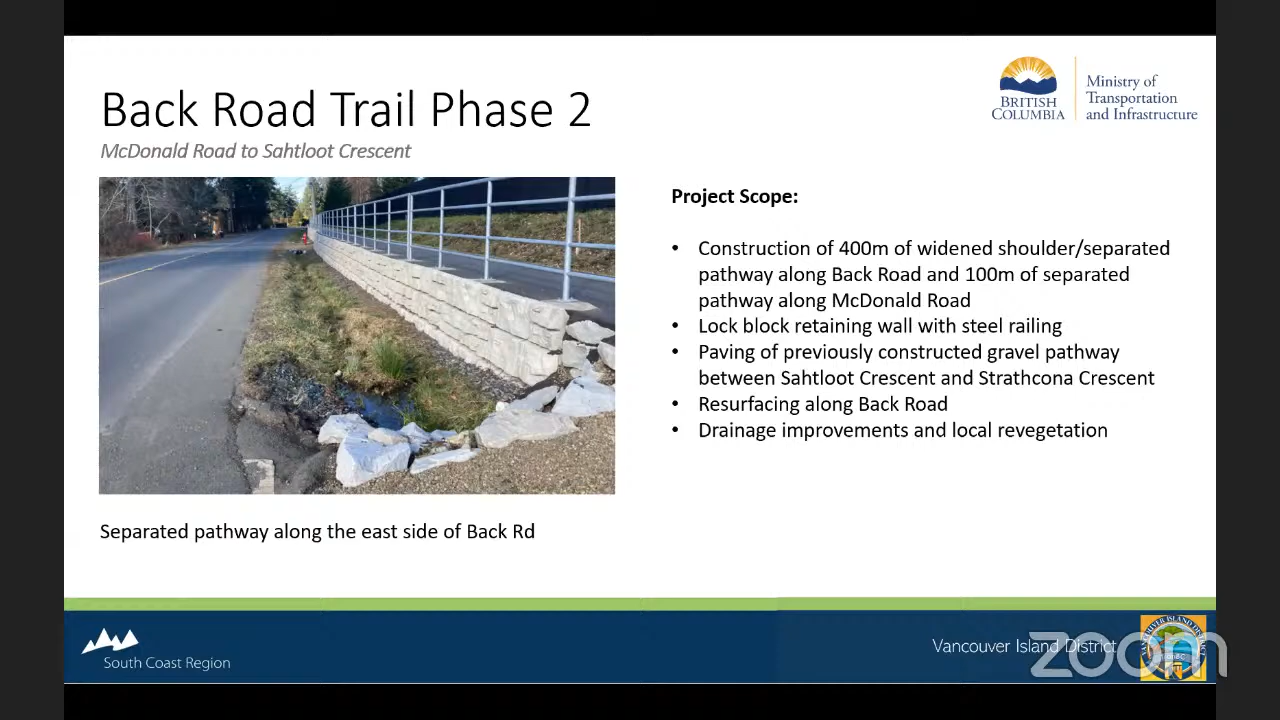 Back Road Trail Phase 2
McDonald Road to Sahtloot Crescent
BRITISH
COLUMBIA
Ministry of
Transportation
and Infrastructure
Project Scope:
• Construction of 400m of widened shoulder/separated
pathway along Back Road and 100m of separated
pathway along McDonald Road
• Lock block retaining wall with steel railing
• Paving of previously constructed gravel pathway
between Sahtloot Crescent and Strathcona Crescent
• Resurfacing along Back Road
• Drainage improvements and local revegetation
Separated pathway along the east side of Back Rd
South Coast Region
Vancouver Island District
zoom